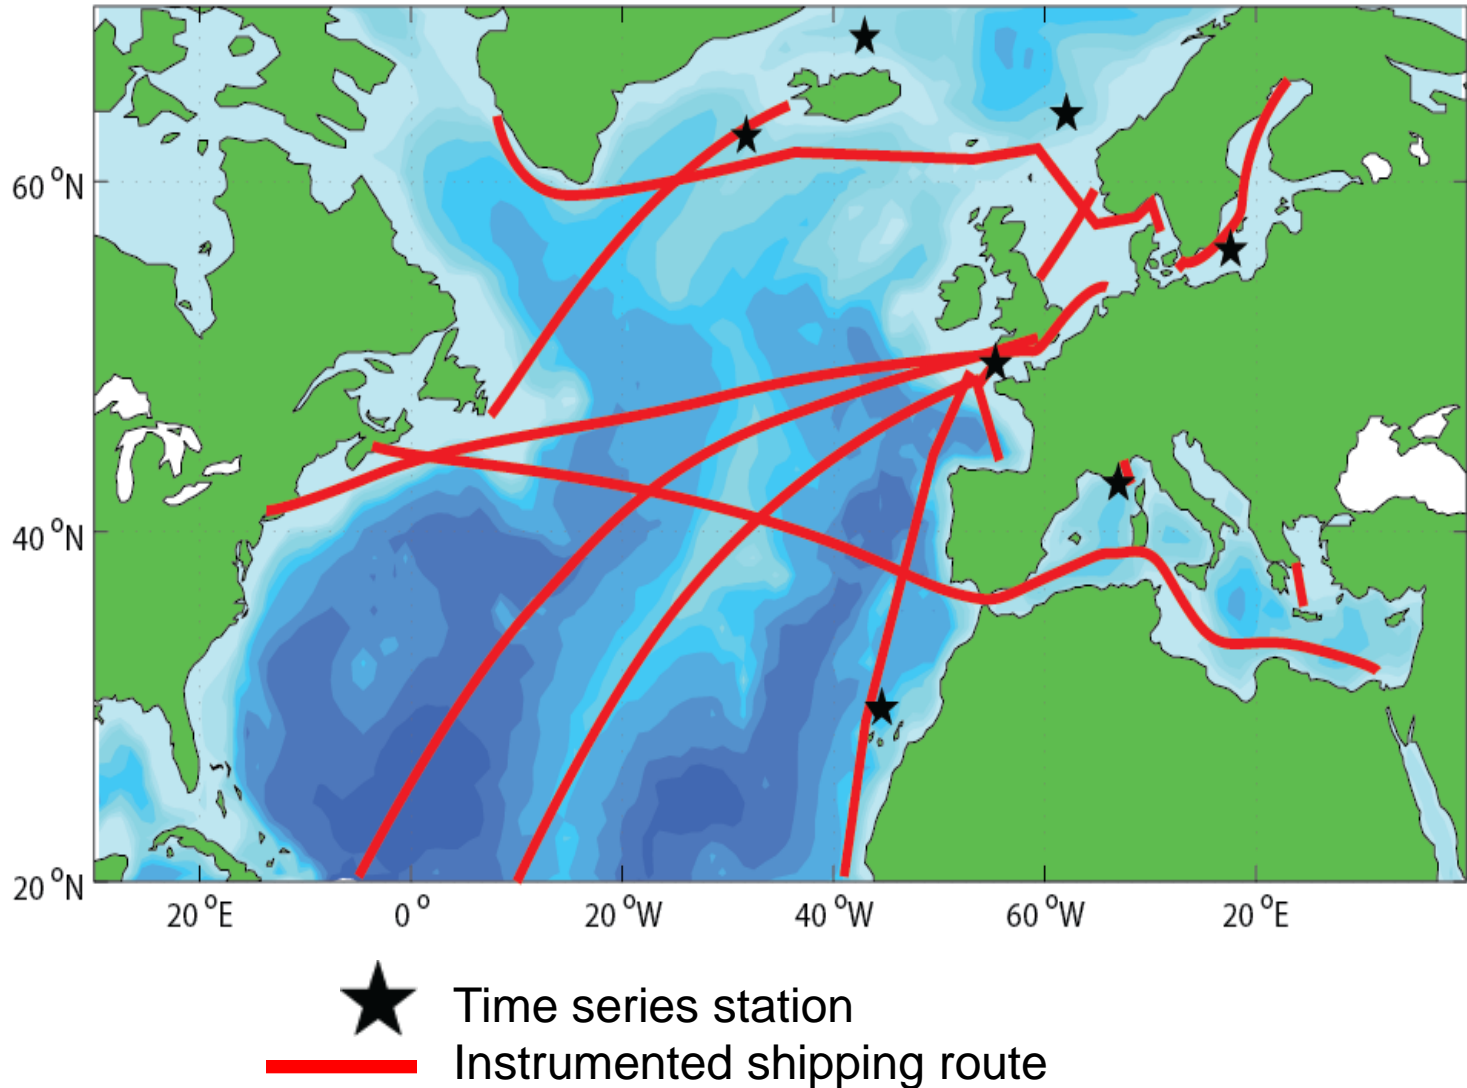 60 °N
40 °N
20 °N
20 °E 0 ° 20 °W 40 °W 60 °W 20 °E
Time series station
Instrumented shipping route